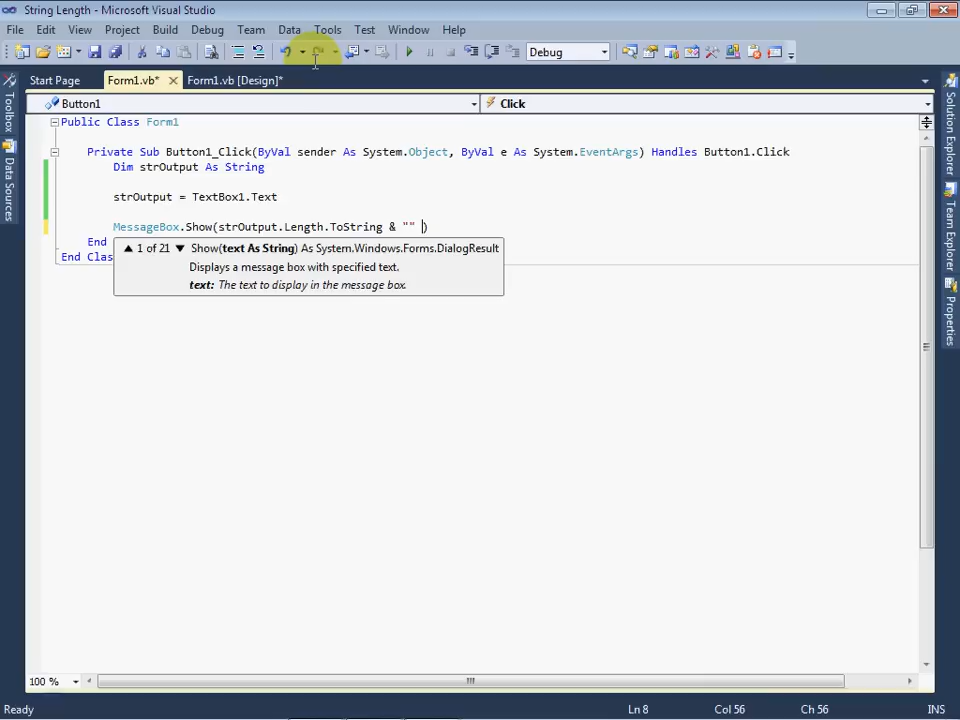 String Length - Microsoft Visual Studio
File Edit View Project Build Debug Team Data Tools Test Window Help
Debug
Start Page Form1.vb* Form1.vb [Design]*
Button1 Click
Public Class Form1
Private Sub Button1_Click(ByVal sender As System.Object, ByVal e As System.EventArgs) Handles Button1.Click
Dim strOutput As String
strOutput = TextBox1.Text
MessageBox.Show(strOutput.Length.ToString & "" )
End
1 of 21 Show(text As String) As System.Windows.Forms.DialogResult
End Clas
Displays a message box with specified text.
text: The text to display in the message box.
Toolbox
Data Sources
Solution Explorer
Team Explorer
Properties
100 %
Ready Ln 8 Col 56 Ch 56 INS